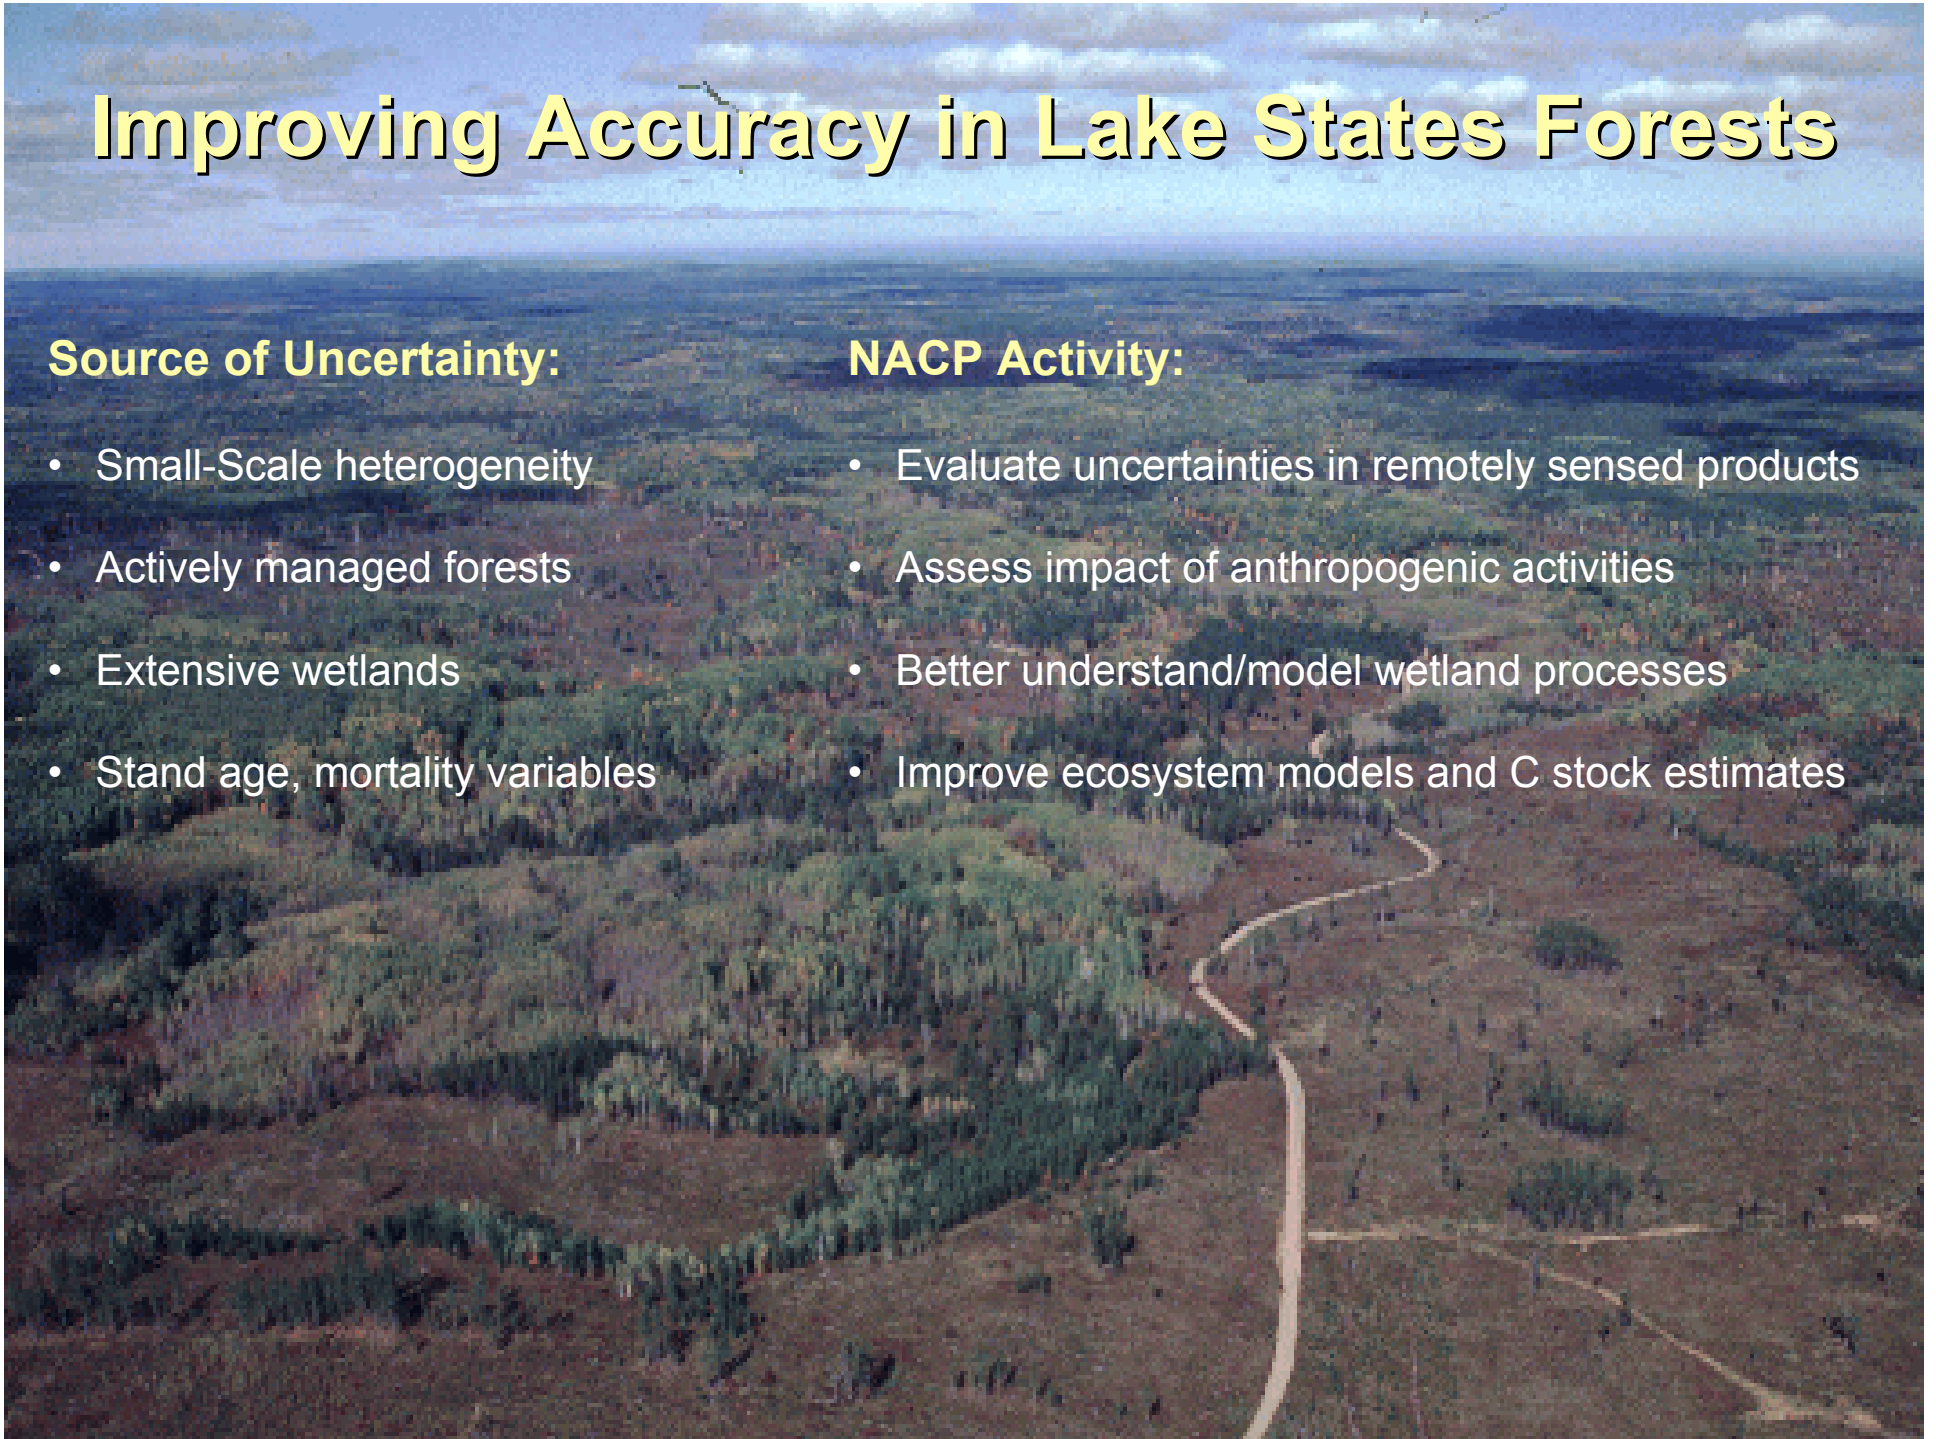 Improving Accuracy in Lake States Forests
Source of Uncertainty:
• Small-Scale heterogeneity
• Actively managed forests
• Extensive wetlands
• Stand age, mortality variables
NACP Activity:
• Evaluate uncertainties in remotely sensed products
• Assess impact of anthropogenic activities
• Better understand/model wetland processes
• Improve ecosystem models and C stock estimates